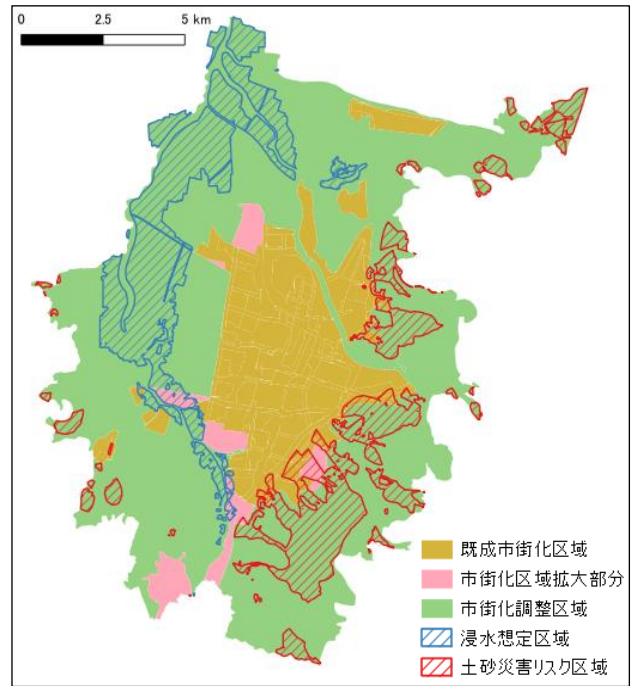 0 2.5 5 km
既成市街化区域
市街化区域拡大部分
市街化調整区域
浸水想定区域
土砂災害リスク区域